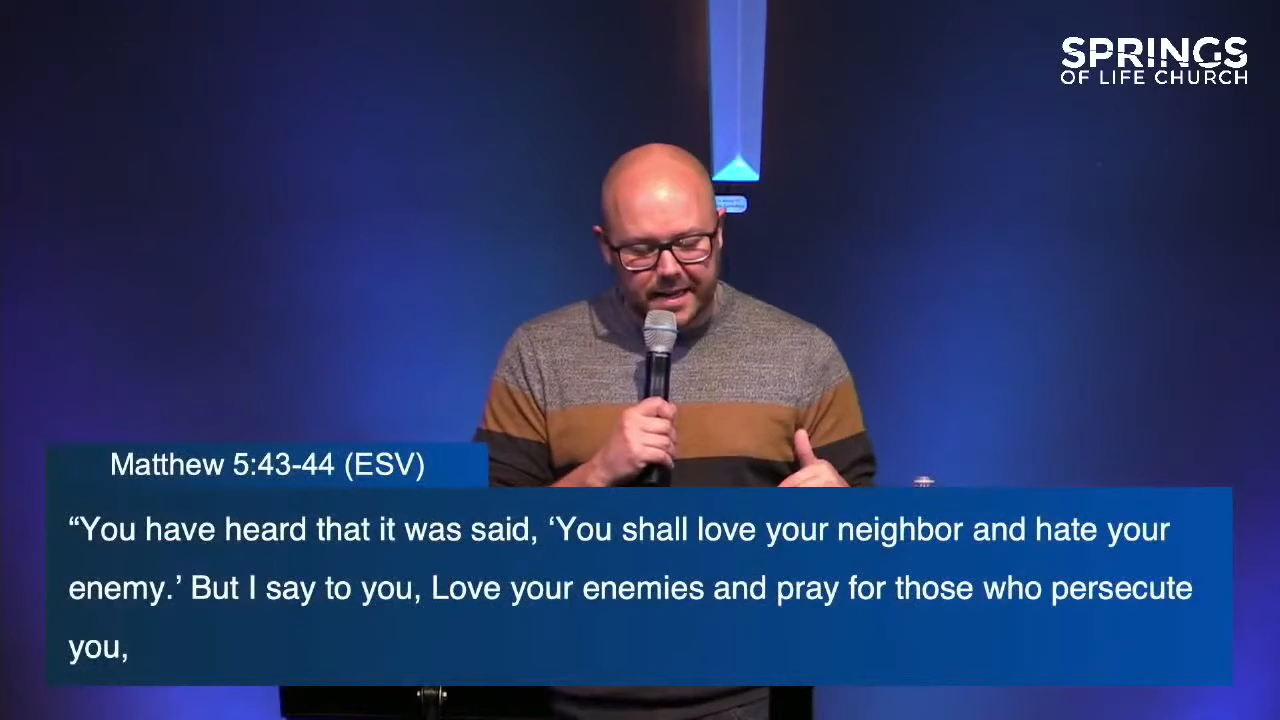 SPRINGS
OF LIFE CHURCH
Matthew 5:43-44 (ESV)
“You have heard that it was said, ‘You shall love your neighbor and hate your
enemy.’ But I say to you, Love your enemies and pray for those who persecute
you,